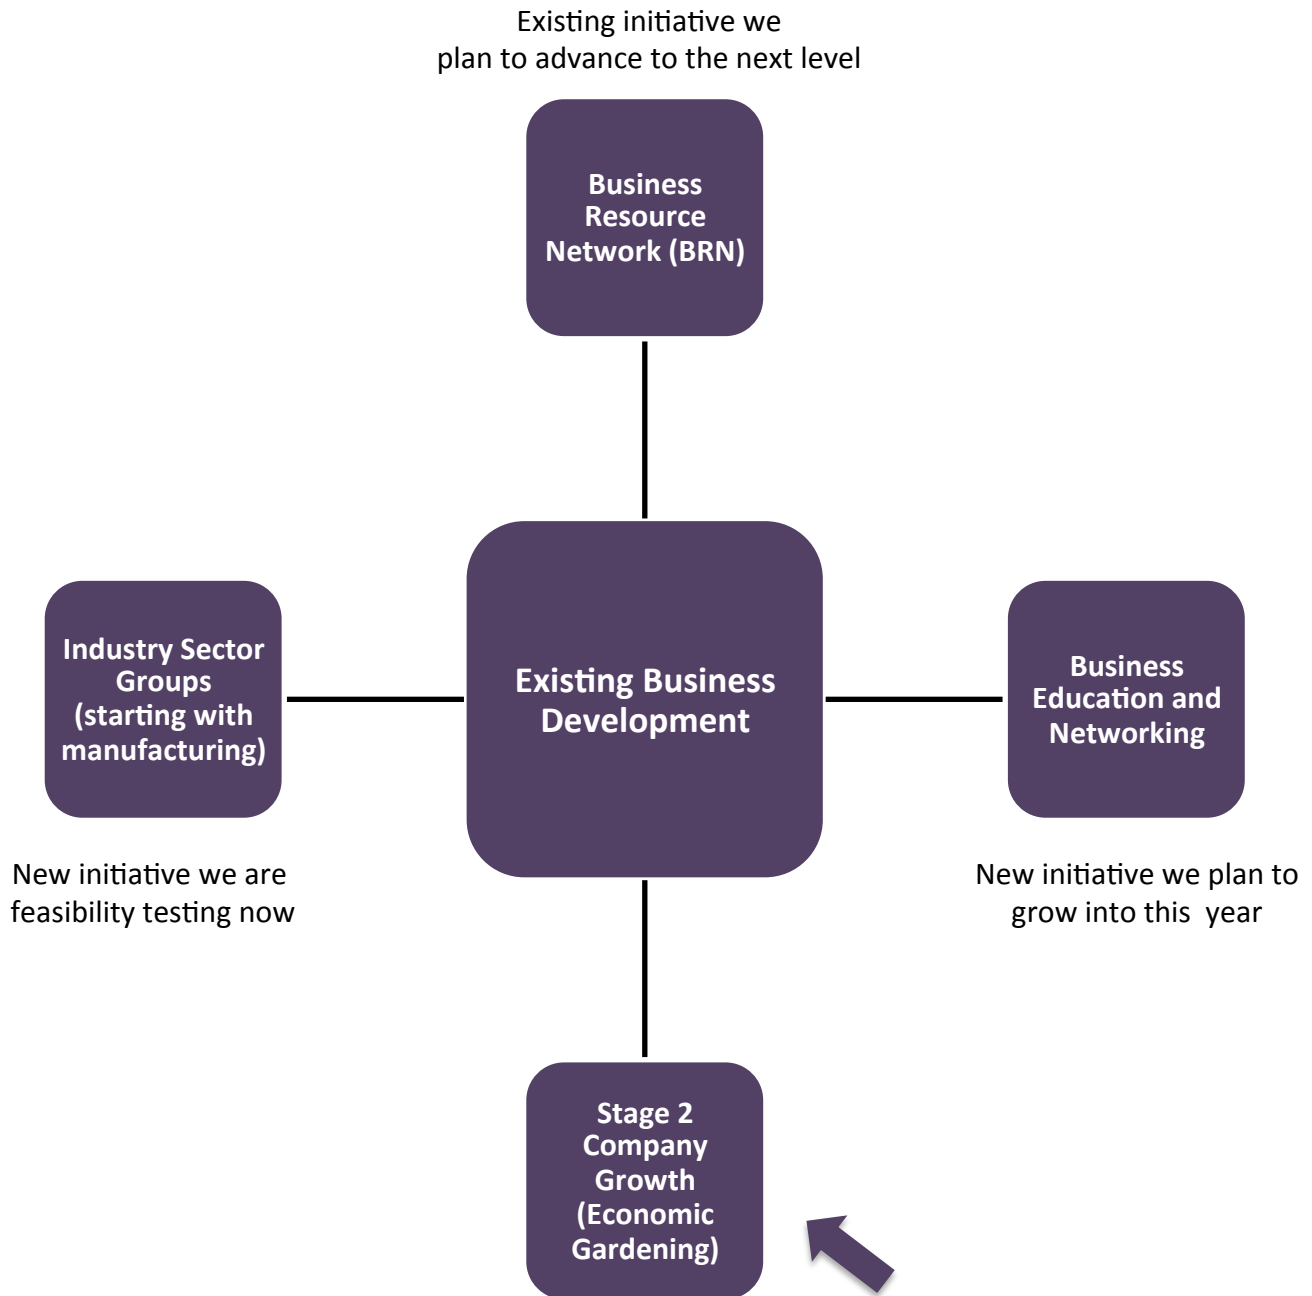 Existing initiative we
plan to advance to the next level
Business
Resource
Network (BRN)
Industry Sector
Groups
(starting with
manufacturing)
Existing Business
Development
Business
Education and
Networking
New initiative we are
feasibility testing now
New initiative we plan to
grow into this  year
Stage 2
Company
Growth
(Economic
Gardening)